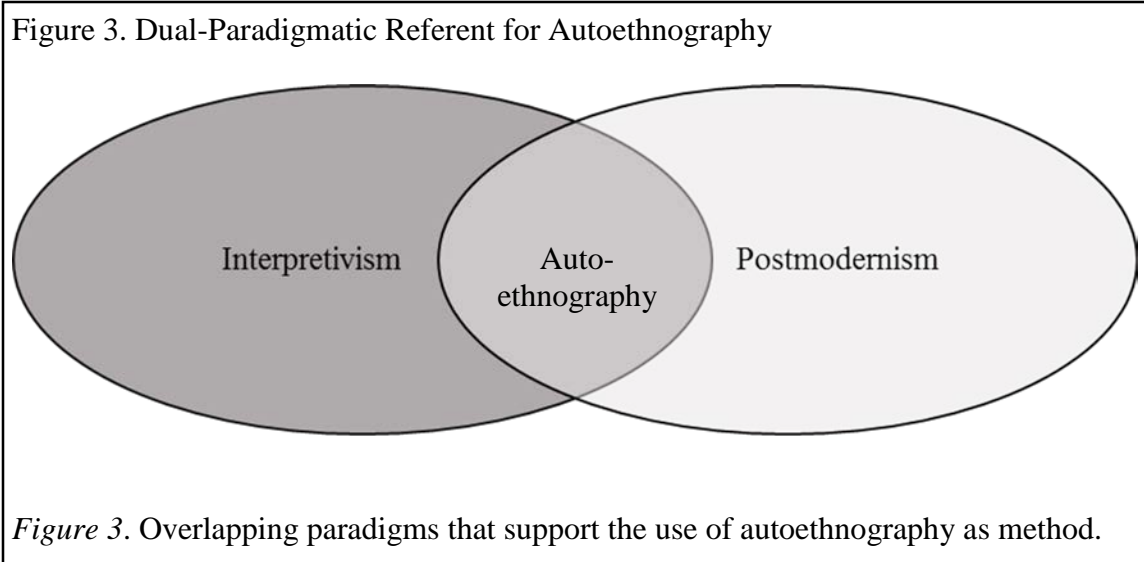 Figure 3. Dual-Paradigmatic Referent for Autoethnography
Interpretivism
Auto-
ethnography
Postmodernism
Figure 3. Overlapping paradigms that support the use of autoethnography as method.